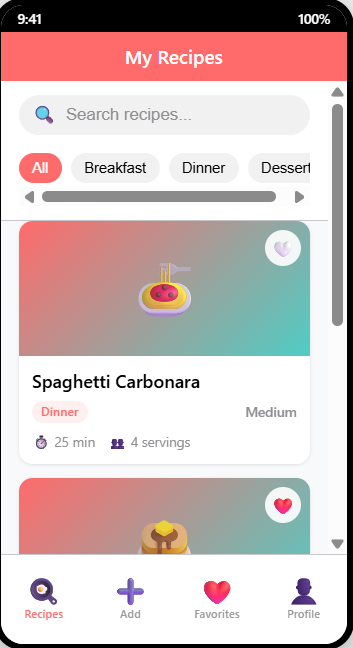 9:41 100%
My Recipes
Search recipes...
All Breakfast Dinner Dessert
Spaghetti Carbonara
Dinner Medium
25 min 4 servings
Recipes Add Favorites Profile